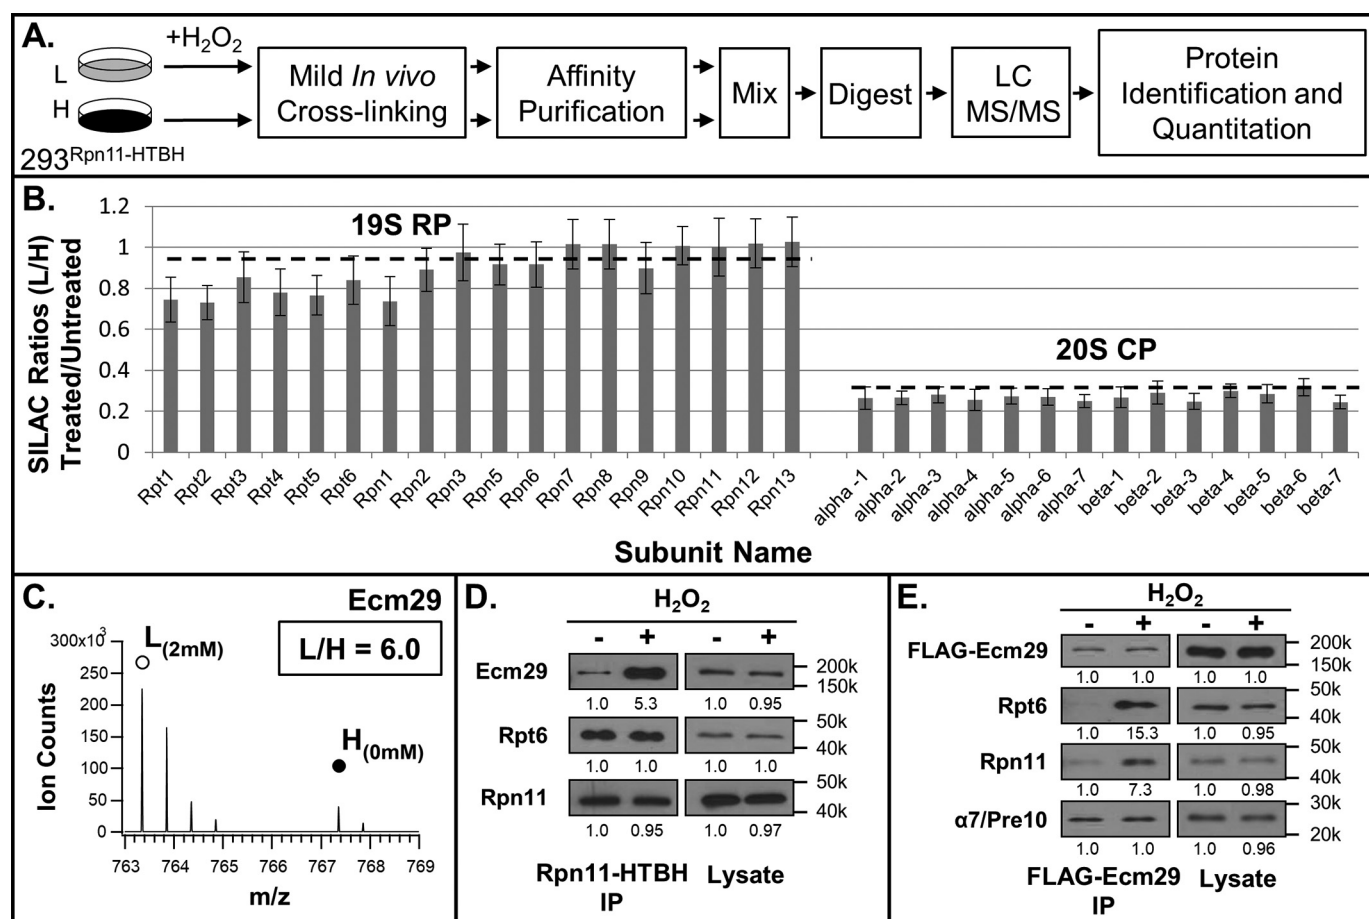 A.
+H₂O₂
L
H
293^Rpn11-HTBH
Mild In vivo
Cross-linking
Affinity
Purification
Mix
Digest
LC
MS/MS
Protein
Identification and
Quantitation
B.
SILAC Ratios (L/H)
Treated/Untreated
1.2
1
0.8
0.6
0.4
0.2
0
19S RP
20S CP
Rpt1
Rpt2
Rpt3
Rpt4
Rpt5
Rpt6
Rpn1
Rpn2
Rpn3
Rpn5
Rpn6
Rpn7
Rpn8
Rpn9
Rpn10
Rpn11
Rpn12
Rpn13
alpha -1
alpha-2
alpha-3
alpha-4
alpha-5
alpha-6
alpha-7
beta-1
beta-2
beta-3
beta-4
beta-5
beta-6
beta-7
Subunit Name
C.
Ecm29
L(2mM)
L/H = 6.0
H(0mM)
Ion Counts
300x10³
250
200
150
100
50
0
763 764 765 766 767 768 769
m/z
D.
H₂O₂
- + - +
Ecm29
200k
150k
1.0 5.3 1.0 0.95
Rpt6
50k
40k
1.0 1.0 1.0 1.0
Rpn11
50k
40k
1.0 0.95 1.0 0.97
Rpn11-HTBH
IP
Lysate
E.
H₂O₂
- + - +
FLAG-Ecm29
200k
150k
1.0 1.0 1.0 1.0
Rpt6
50k
40k
1.0 15.3 1.0 0.95
Rpn11
50k
40k
1.0 7.3 1.0 0.98
α7/Pre10
30k
20k
1.0 1.0 1.0 0.96
FLAG-Ecm29
IP
Lysate